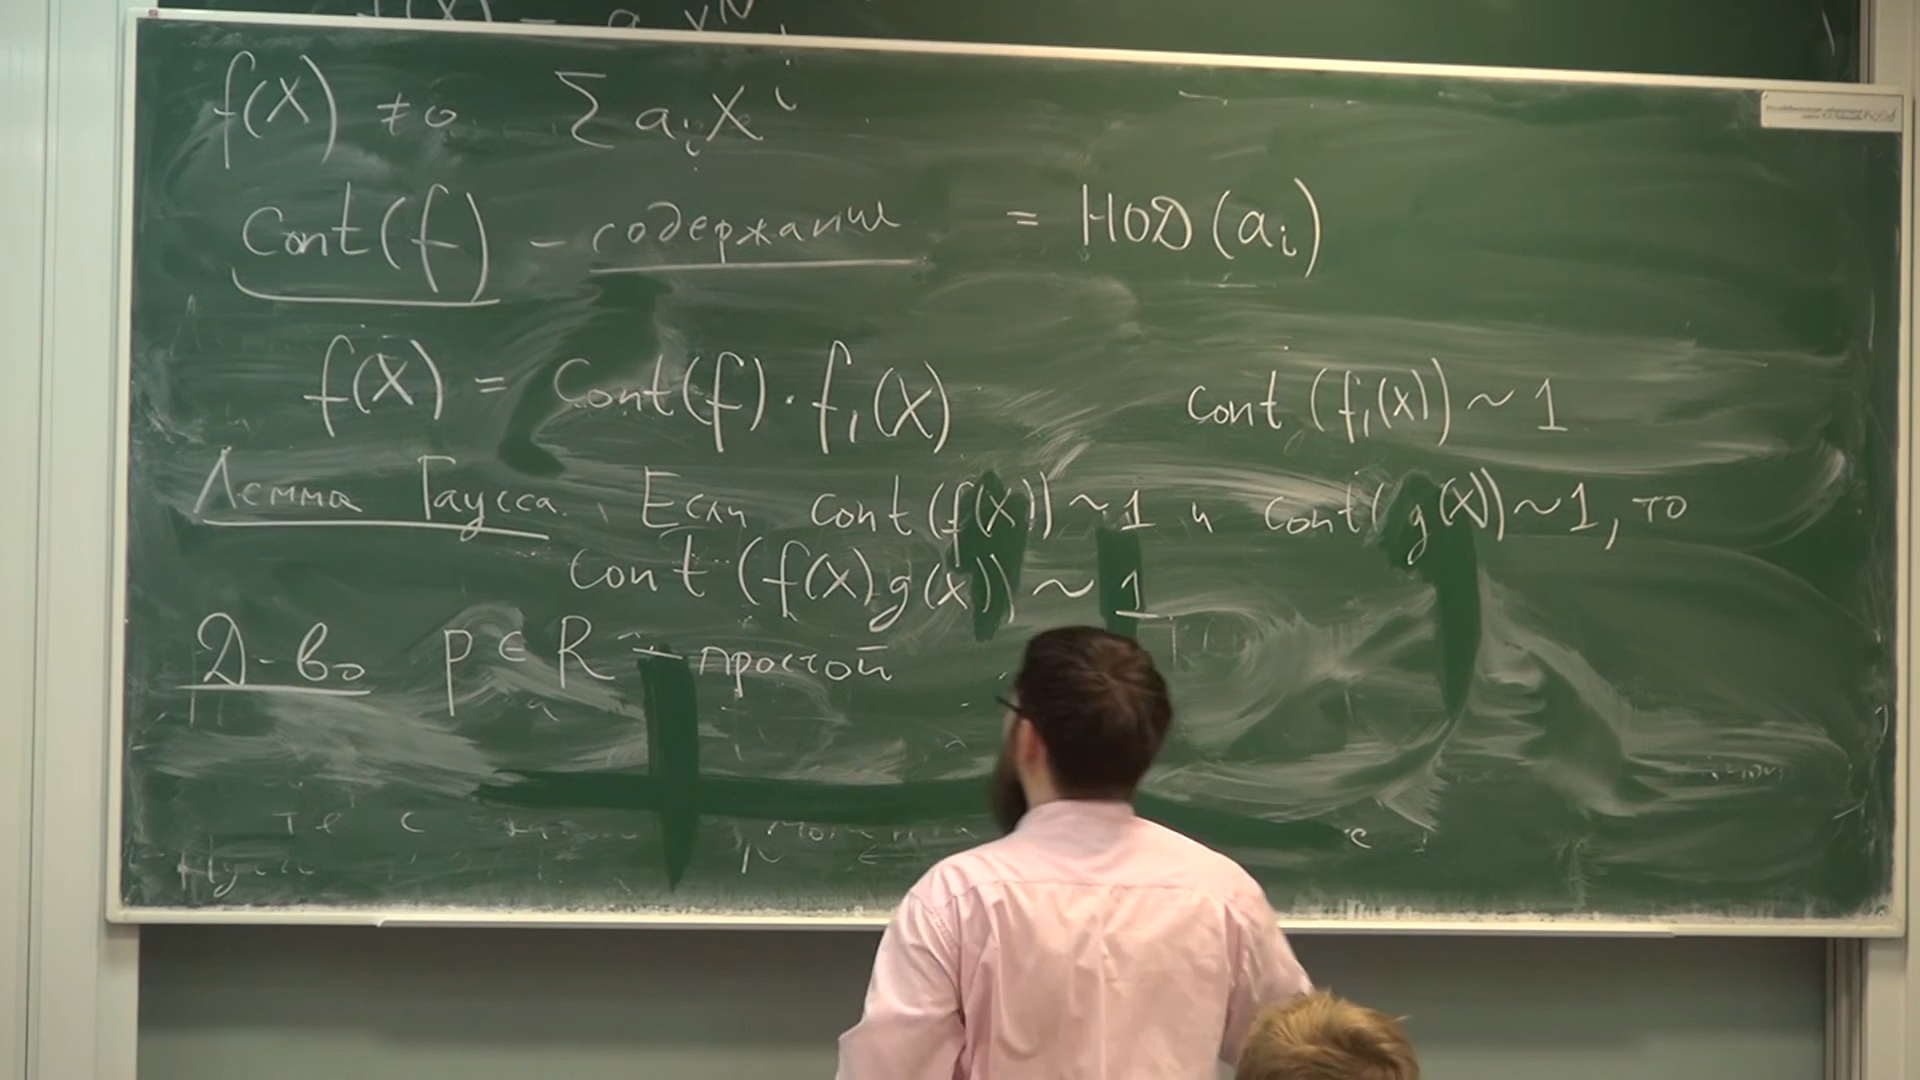 f(X) ≠ 0 Σ aᵢXⁱ
Cont(f) – содержание = НОД(aᵢ)
f(X) = Cont(f) · f₁(X) cont (f₁(X)) ~ 1
Лемма Гаусса. Если cont(f(X)) ~ 1 и cont(g(X)) ~ 1, то
cont (f(X)g(X)) ~ 1
Д-во p ∈ R – простой